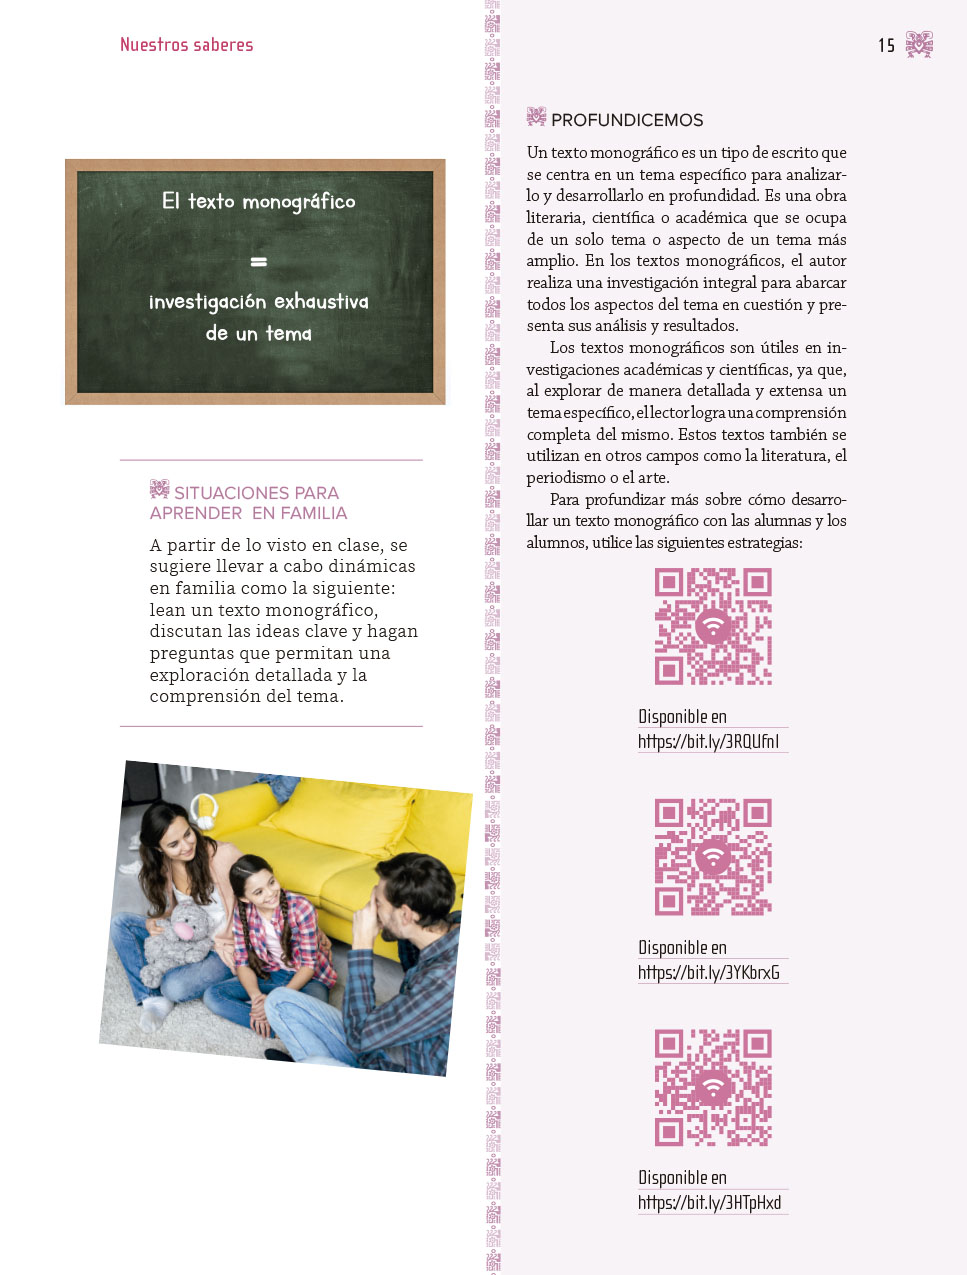 Nuestros saberes
15
El texto monográfico
=
investigación exhaustiva
de un tema
SITUACIONES PARA
APRENDER EN FAMILIA
A partir de lo visto en clase, se
sugiere llevar a cabo dinámicas
en familia como la siguiente:
lean un texto monográfico,
discutan las ideas clave y hagan
preguntas que permitan una
exploración detallada y la
comprensión del tema.
PROFUNDICEMOS
Un texto monográfico es un tipo de escrito que
se centra en un tema específico para analizar-
lo y desarrollarlo en profundidad. Es una obra
literaria, científica o académica que se ocupa
de un solo tema o aspecto de un tema más
amplio. En los textos monográficos, el autor
realiza una investigación integral para abarcar
todos los aspectos del tema en cuestión y pre-
senta sus análisis y resultados.
Los textos monográficos son útiles en in-
vestigaciones académicas y científicas, ya que,
al explorar de manera detallada y extensa un
tema específico, el lector logra una comprensión
completa del mismo. Estos textos también se
utilizan en otros campos como la literatura, el
periodismo o el arte.
Para profundizar más sobre cómo desarro-
llar un texto monográfico con las alumnas y los
alumnos, utilice las siguientes estrategias:
Disponible en
https://bit.ly/3RQUfnI
Disponible en
https://bit.ly/3YKbrxG
Disponible en
https://bit.ly/3HTpHxd